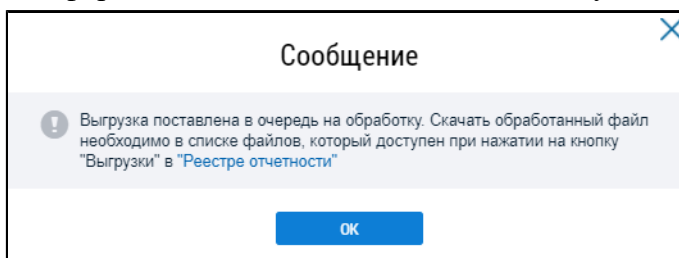 Сообщение
Выгрузка поставлена в очередь на обработку. Скачать обработанный файл
необходимо в списке файлов, который доступен при нажатии на кнопку
"Выгрузки" в "Реестре отчетности"
ОК